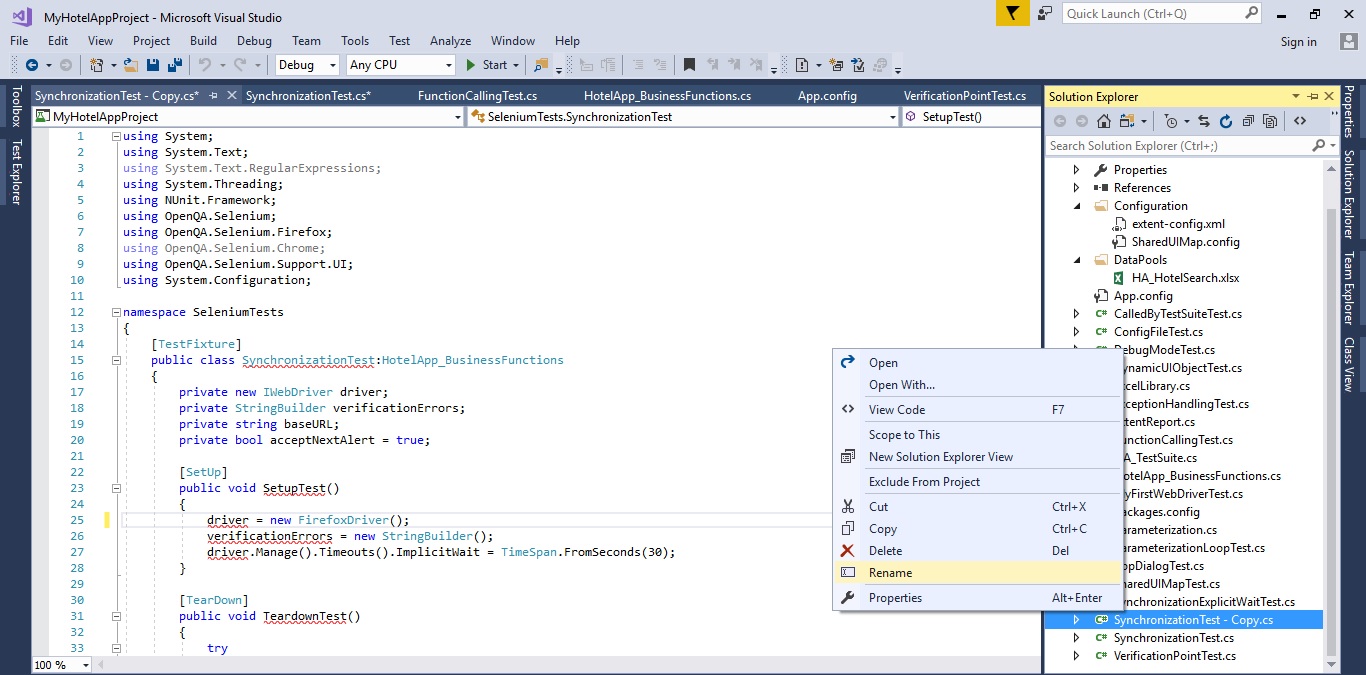 MyHotelAppProject - Microsoft Visual Studio
Quick Launch (Ctrl+Q)
File Edit View Project Build Debug Team Tools Test Analyze Window Help
Sign in
Debug Any CPU Start
Toolbox
Test Explorer
SynchronizationTest - Copy.cs* SynchronizationTest.cs* FunctionCallingTest.cs HotelApp_BusinessFunctions.cs App.config VerificationPointTest.cs
MyHotelAppProject SeleniumTests.SynchronizationTest SetupTest()
1 using System;
2 using System.Text;
3 using System.Text.RegularExpressions;
4 using System.Threading;
5 using NUnit.Framework;
6 using OpenQA.Selenium;
7 using OpenQA.Selenium.Firefox;
8 using OpenQA.Selenium.Chrome;
9 using OpenQA.Selenium.Support.UI;
10 using System.Configuration;
11
12 namespace SeleniumTests
13 {
14 [TestFixture]
15 public class SynchronizationTest:HotelApp_BusinessFunctions
16 {
17 private new IWebDriver driver;
18 private StringBuilder verificationErrors;
19 private string baseURL;
20 private bool acceptNextAlert = true;
21
22 [SetUp]
23 public void SetupTest()
24 {
25 driver = new FirefoxDriver();
26 verificationErrors = new StringBuilder();
27 driver.Manage().Timeouts().ImplicitWait = TimeSpan.FromSeconds(30);
28 }
29
30 [TearDown]
31 public void TeardownTest()
32 {
33 try
100 %
Open
Open With...
View Code F7
Scope to This
New Solution Explorer View
Exclude From Project
Cut Ctrl+X
Copy Ctrl+C
Delete Del
Rename
Properties Alt+Enter
Solution Explorer
Search Solution Explorer (Ctrl+;)
Properties
References
Configuration
extent-config.xml
SharedUIMap.config
DataPools
HA_HotelSearch.xlsx
App.config
C# CalledByTestSuiteTest.cs
C# ConfigFileTest.cs
DebugModeTest.cs
ynamicUIObjectTest.cs
xcelLibrary.cs
xceptionHandlingTest.cs
xtentReport.cs
unctionCallingTest.cs
A_TestSuite.cs
otelApp_BusinessFunctions.cs
yFirstWebDriverTest.cs
ackages.config
arameterization.cs
arameterizationLoopTest.cs
opDialogTest.cs
haredUIMapTest.cs
ynchronizationExplicitWaitTest.cs
C# SynchronizationTest - Copy.cs
C# SynchronizationTest.cs
C# VerificationPointTest.cs
Properties
Solution Explorer
Team Explorer
Class View